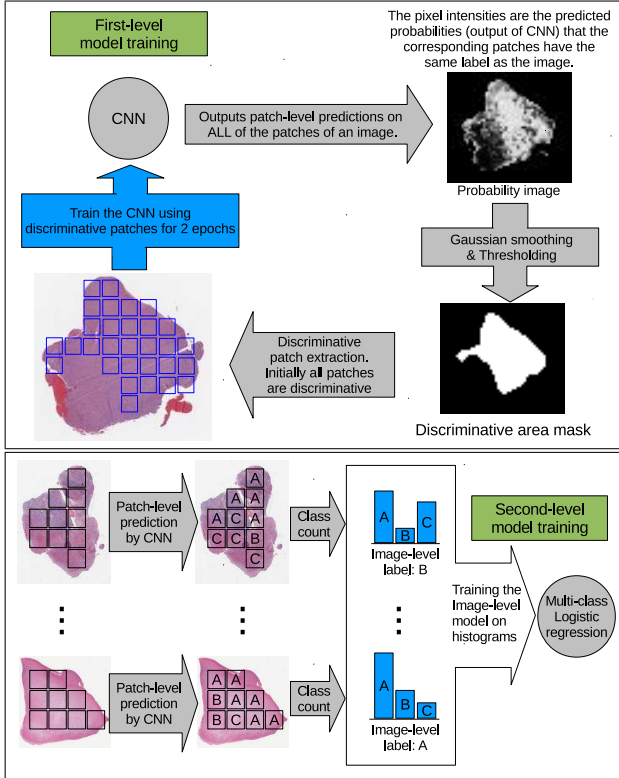 First-level
model training
The pixel intensities are the predicted
probabilities (output of CNN) that the
corresponding patches have the
same label as the image.
CNN
Outputs patch-level predictions on
ALL of the patches of an image.
Probability image
Train the CNN using
discriminative patches for 2 epochs
Gaussian smoothing
& Thresholding
Discriminative
patch extraction.
Initially all patches
are discriminative
Discriminative area mask
Patch-level
prediction
by CNN
A
A A
A C A
C C B
C
Class
count
A B C
Image-level
label: B
Second-level
model training
Training the
Image-level
model on
histograms
Multi-class
Logistic
regression
Patch-level
prediction
by CNN
A A
B A A
B C A A
Class
count
A B C
Image-level
label: A